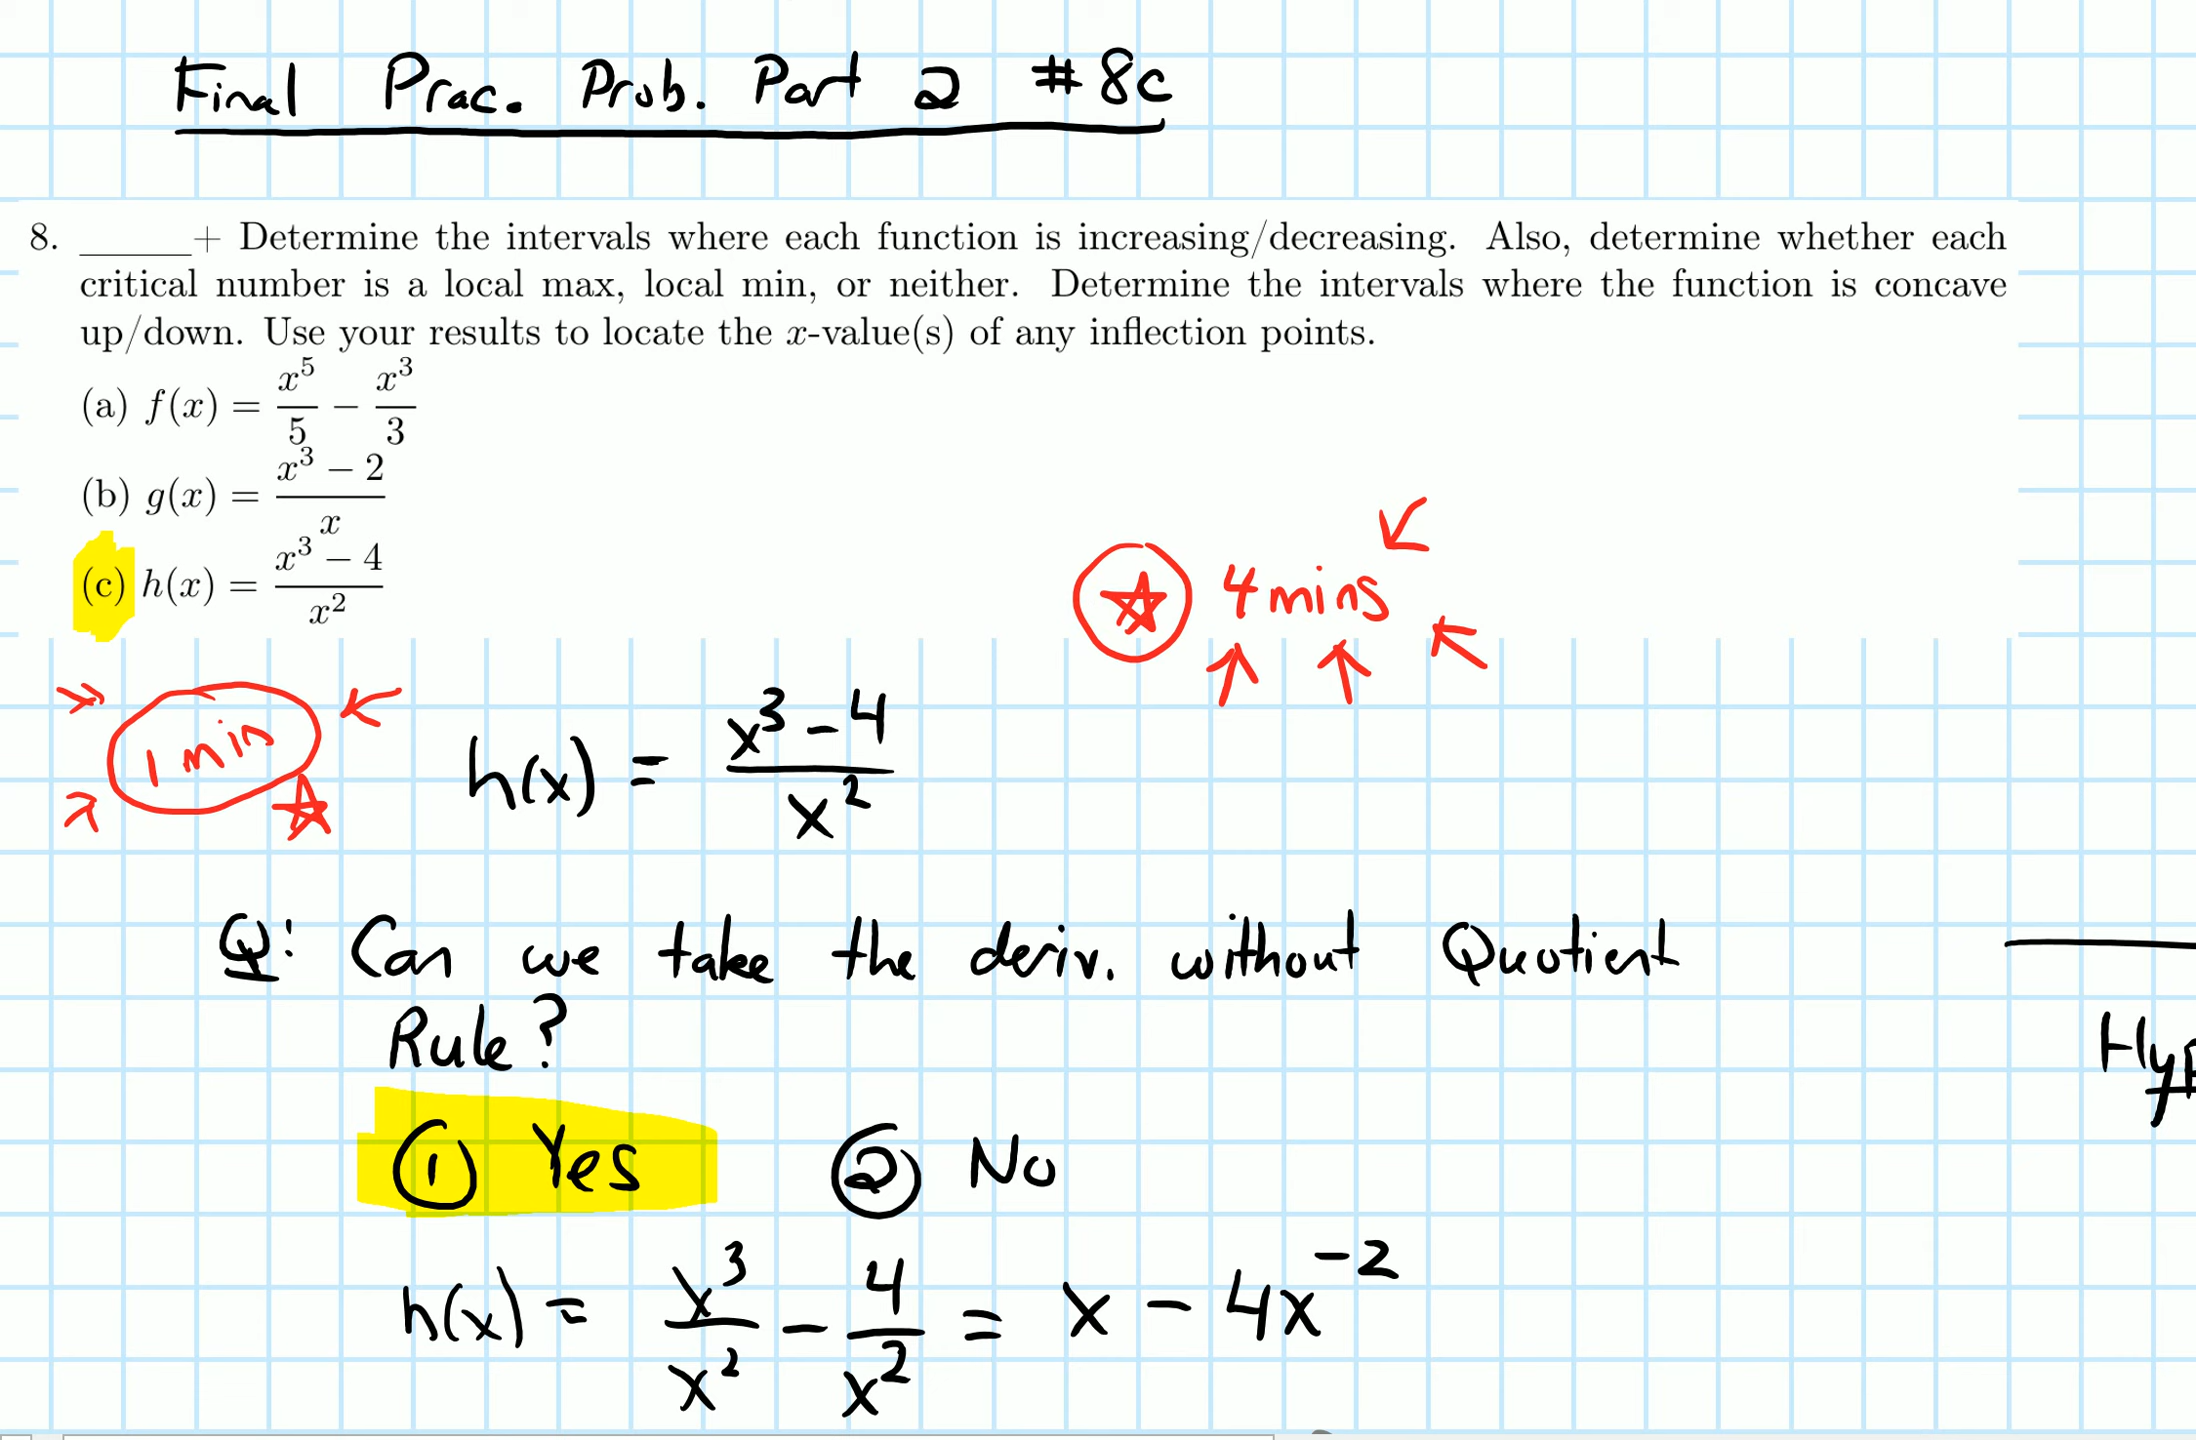 Final Prac. Prob. Part 2 #8c
8. _____+ Determine the intervals where each function is increasing/decreasing. Also, determine whether each
critical number is a local max, local min, or neither. Determine the intervals where the function is concave
up/down. Use your results to locate the x-value(s) of any inflection points.
(a) f(x) = x^5/5 − x^3/3
(b) g(x) = (x^3 − 2)/x
(c) h(x) = (x^3 − 4)/x^2
4 mins
1 min
h(x) = (x^3 − 4)/x^2
Q: Can we take the deriv. without Quotient
Rule?
① Yes ② No
h(x) = x^3/x^2 − 4/x^2 = x − 4x^−2